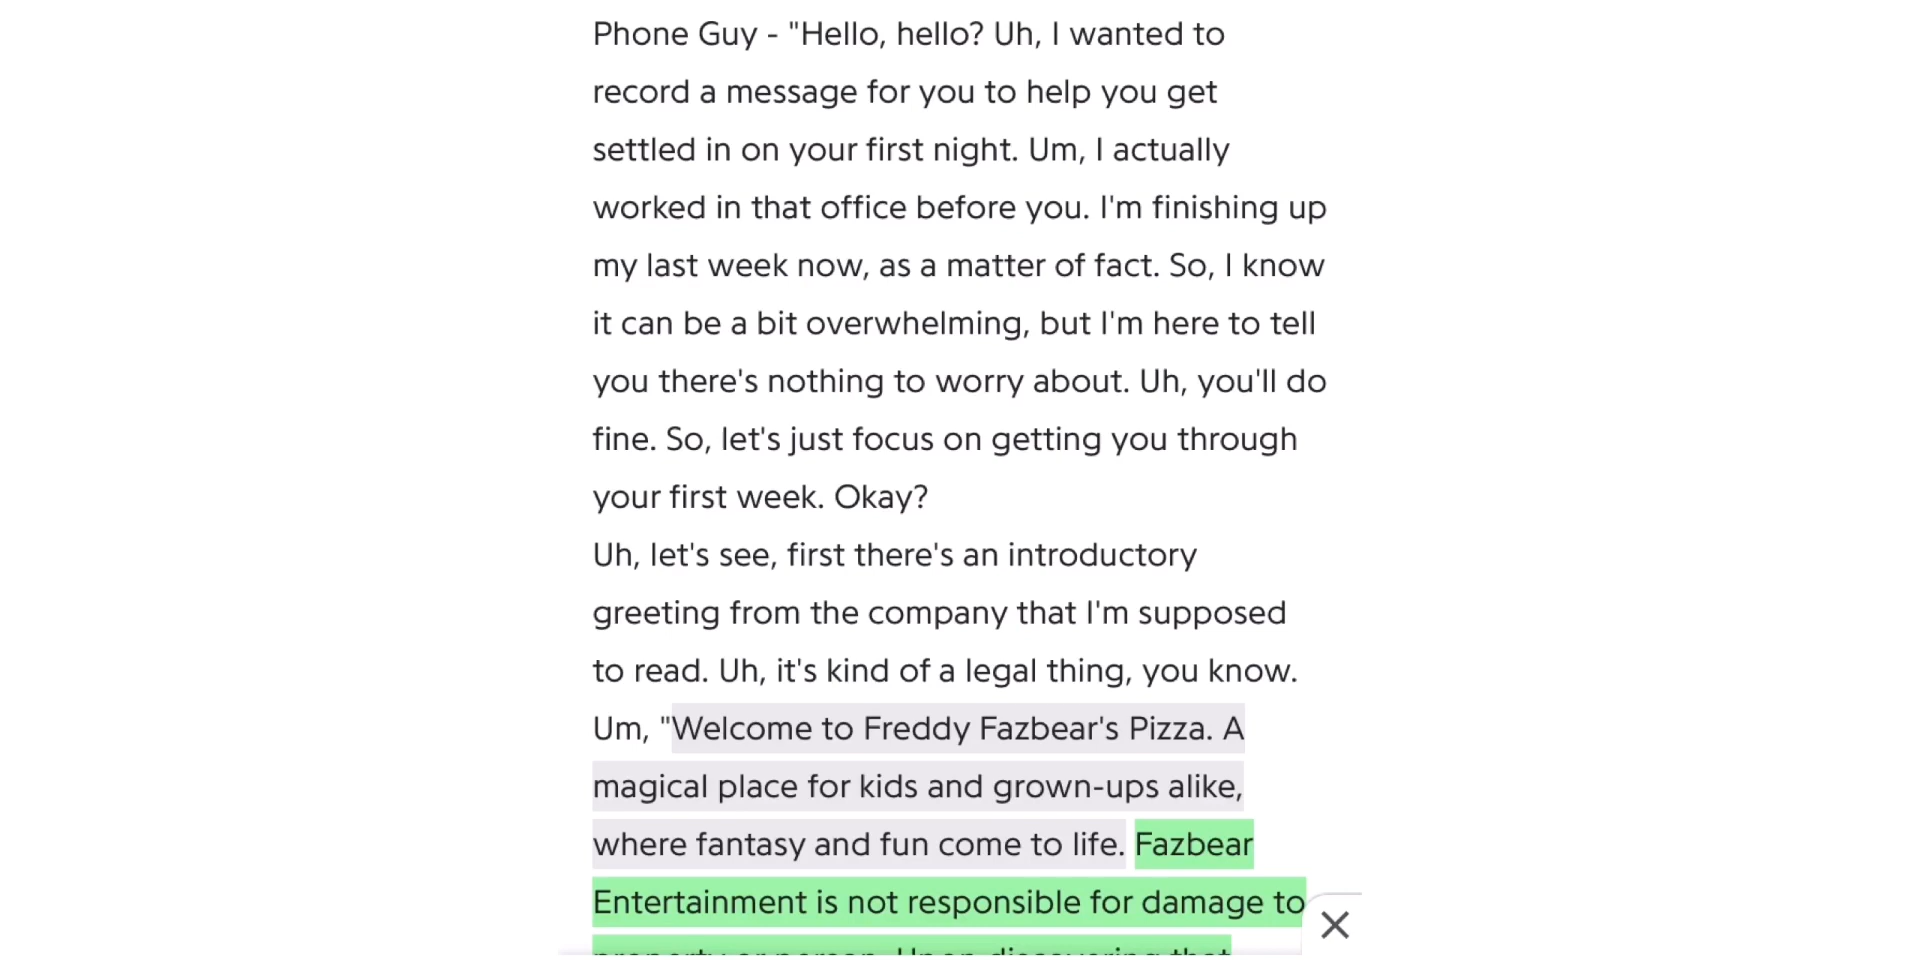 Phone Guy - "Hello, hello? Uh, I wanted to
record a message for you to help you get
settled in on your first night. Um, I actually
worked in that office before you. I'm finishing up
my last week now, as a matter of fact. So, I know
it can be a bit overwhelming, but I'm here to tell
you there's nothing to worry about. Uh, you'll do
fine. So, let's just focus on getting you through
your first week. Okay?
Uh, let's see, first there's an introductory
greeting from the company that I'm supposed
to read. Uh, it's kind of a legal thing, you know.
Um, "Welcome to Freddy Fazbear's Pizza. A
magical place for kids and grown-ups alike,
where fantasy and fun come to life. Fazbear
Entertainment is not responsible for damage to
property or person. Upon discovering that